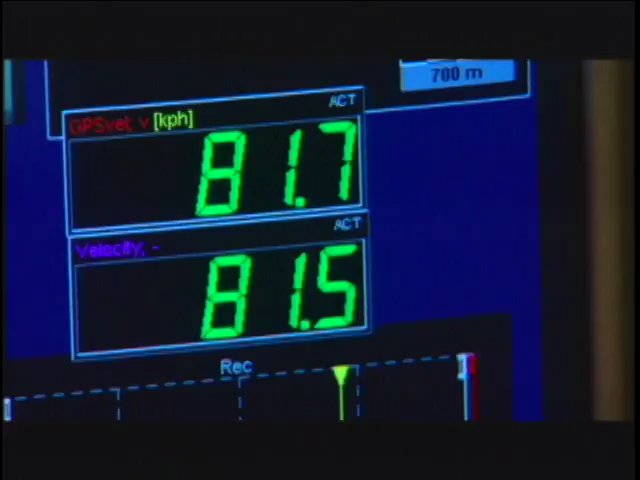 700 m
ACT
GPSvel; v [kph]
81.7
ACT
Velocity; -
81.5
Rec